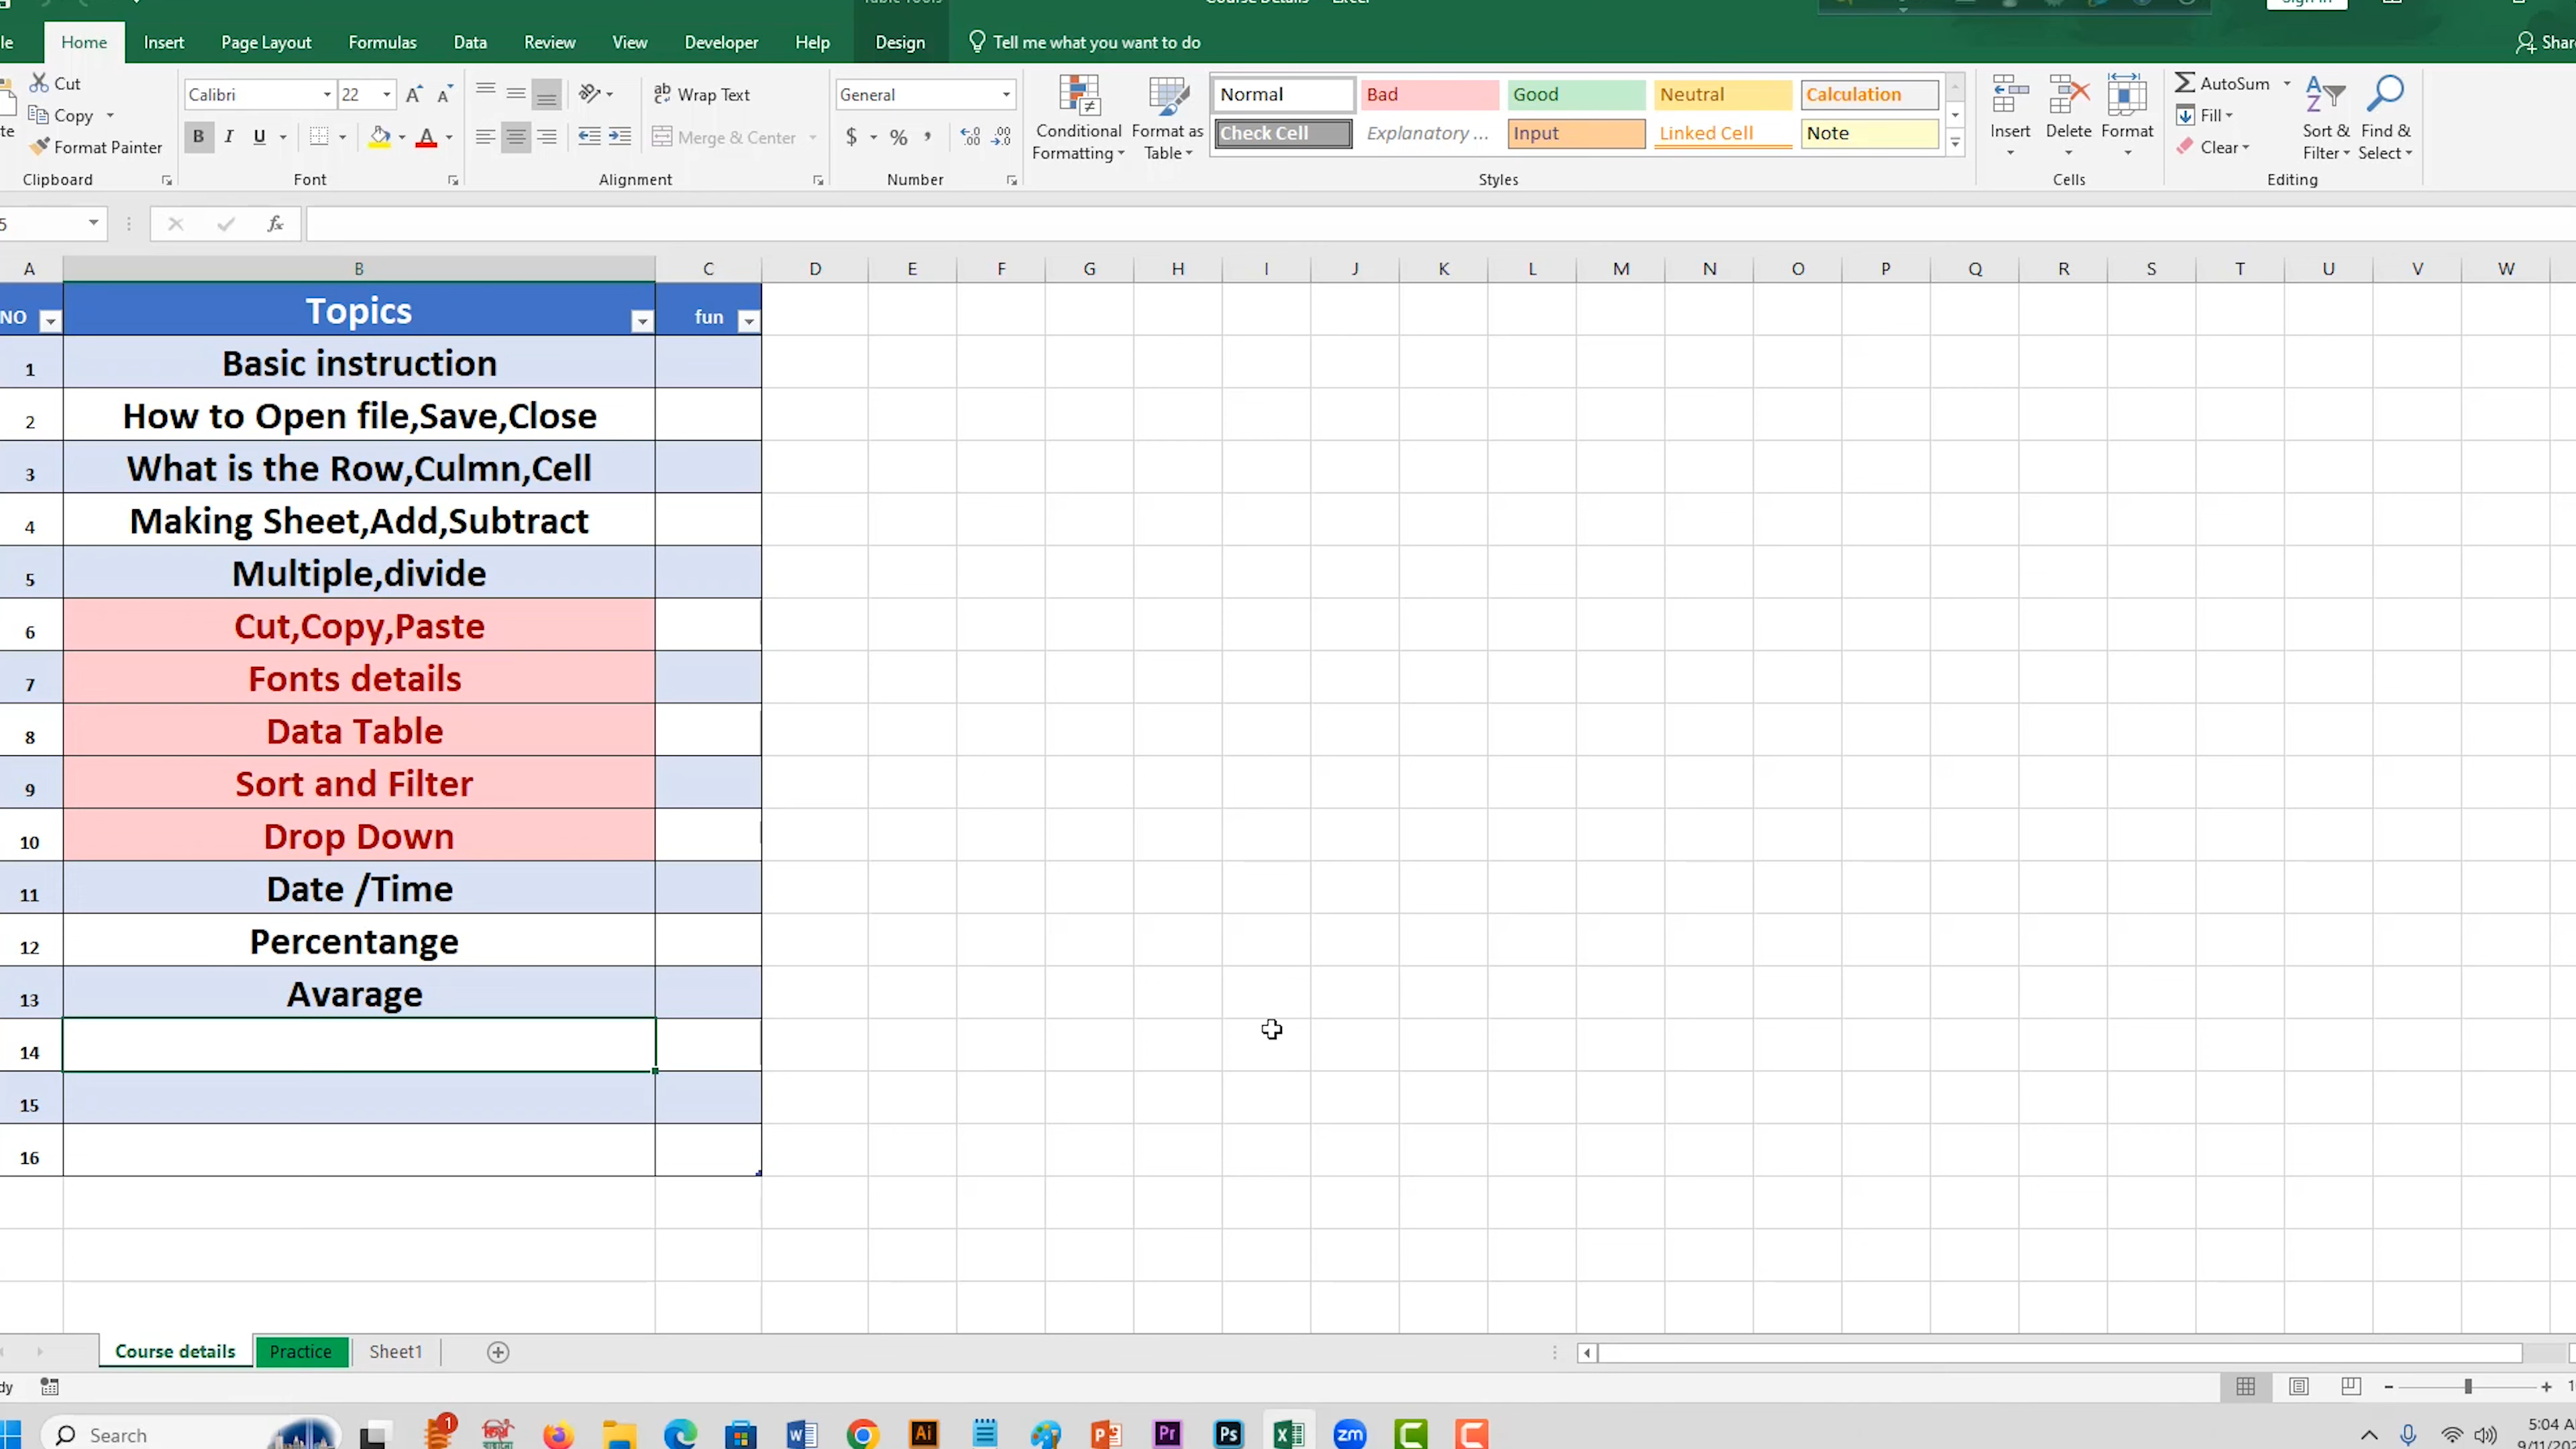 Home Insert Page Layout Formulas Data Review View Developer Help Design Tell me what you want to do
Cut
Copy
Format Painter
Clipboard
Calibri 22
B I U
Font
Wrap Text
Merge & Center
Alignment
General
$ % ,
Number
Conditional Formatting
Format as Table
Normal Bad Good Neutral Calculation
Check Cell Explanatory ... Input Linked Cell Note
Styles
Insert Delete Format
Cells
AutoSum
Fill
Clear
Sort & Filter
Find & Select
Editing
fx
A B C D E F G H I J K L M N O P Q R S T U V W
NO Topics fun
1 Basic instruction
2 How to Open file,Save,Close
3 What is the Row,Culmn,Cell
4 Making Sheet,Add,Subtract
5 Multiple,divide
6 Cut,Copy,Paste
7 Fonts details
8 Data Table
9 Sort and Filter
10 Drop Down
11 Date /Time
12 Percentange
13 Avarage
14
15
16
Course details Practice Sheet1
Search
1
Ai
Pr
Ps
zm
5:04